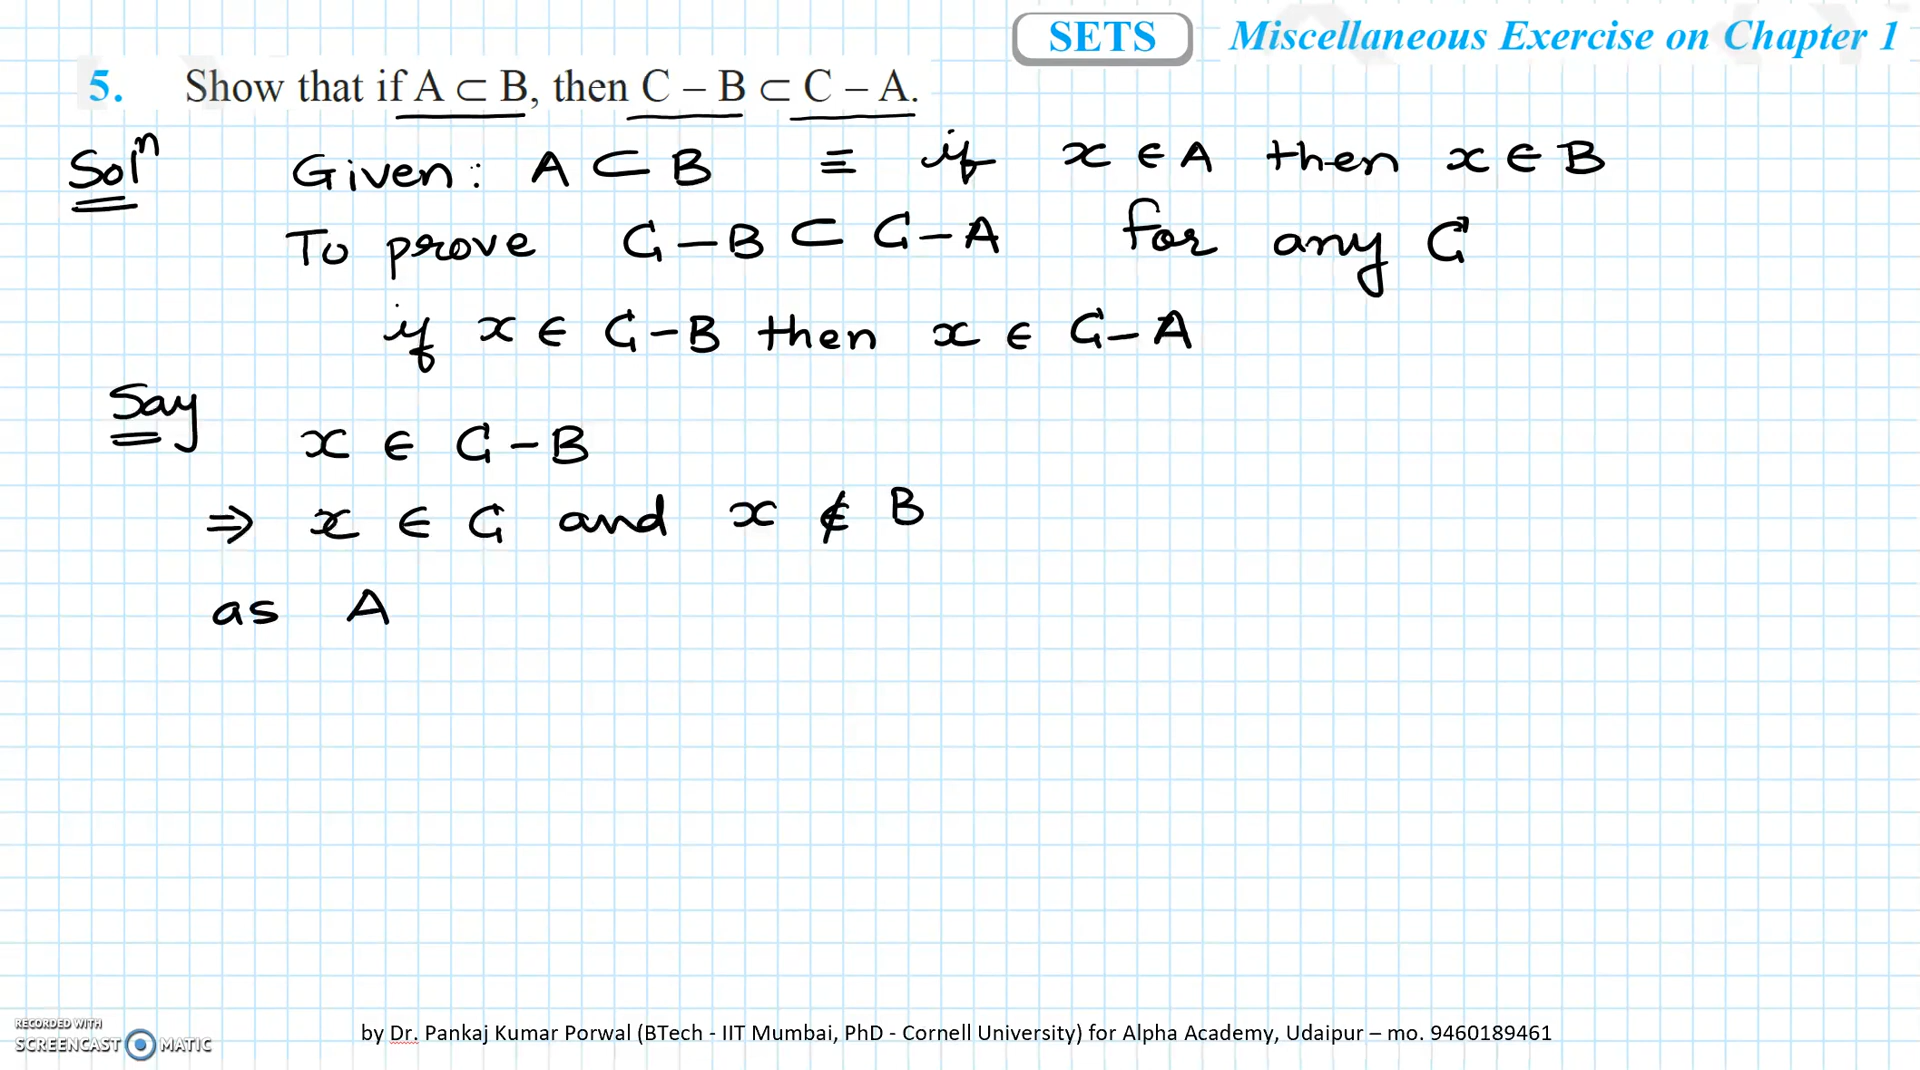 SETS Miscellaneous Exercise on Chapter 1
5. Show that if A ⊂ B, then C – B ⊂ C – A.
Solⁿ Given: A ⊂ B ≡ if x ∈ A then x ∈ B
To prove C – B ⊂ C – A for any C
if x ∈ C – B then x ∈ C – A
Say x ∈ C – B
⇒ x ∈ C and x ∉ B
as A
RECORDED WITH
SCREENCAST MATIC
by Dr. Pankaj Kumar Porwal (BTech - IIT Mumbai, PhD - Cornell University) for Alpha Academy, Udaipur – mo. 9460189461